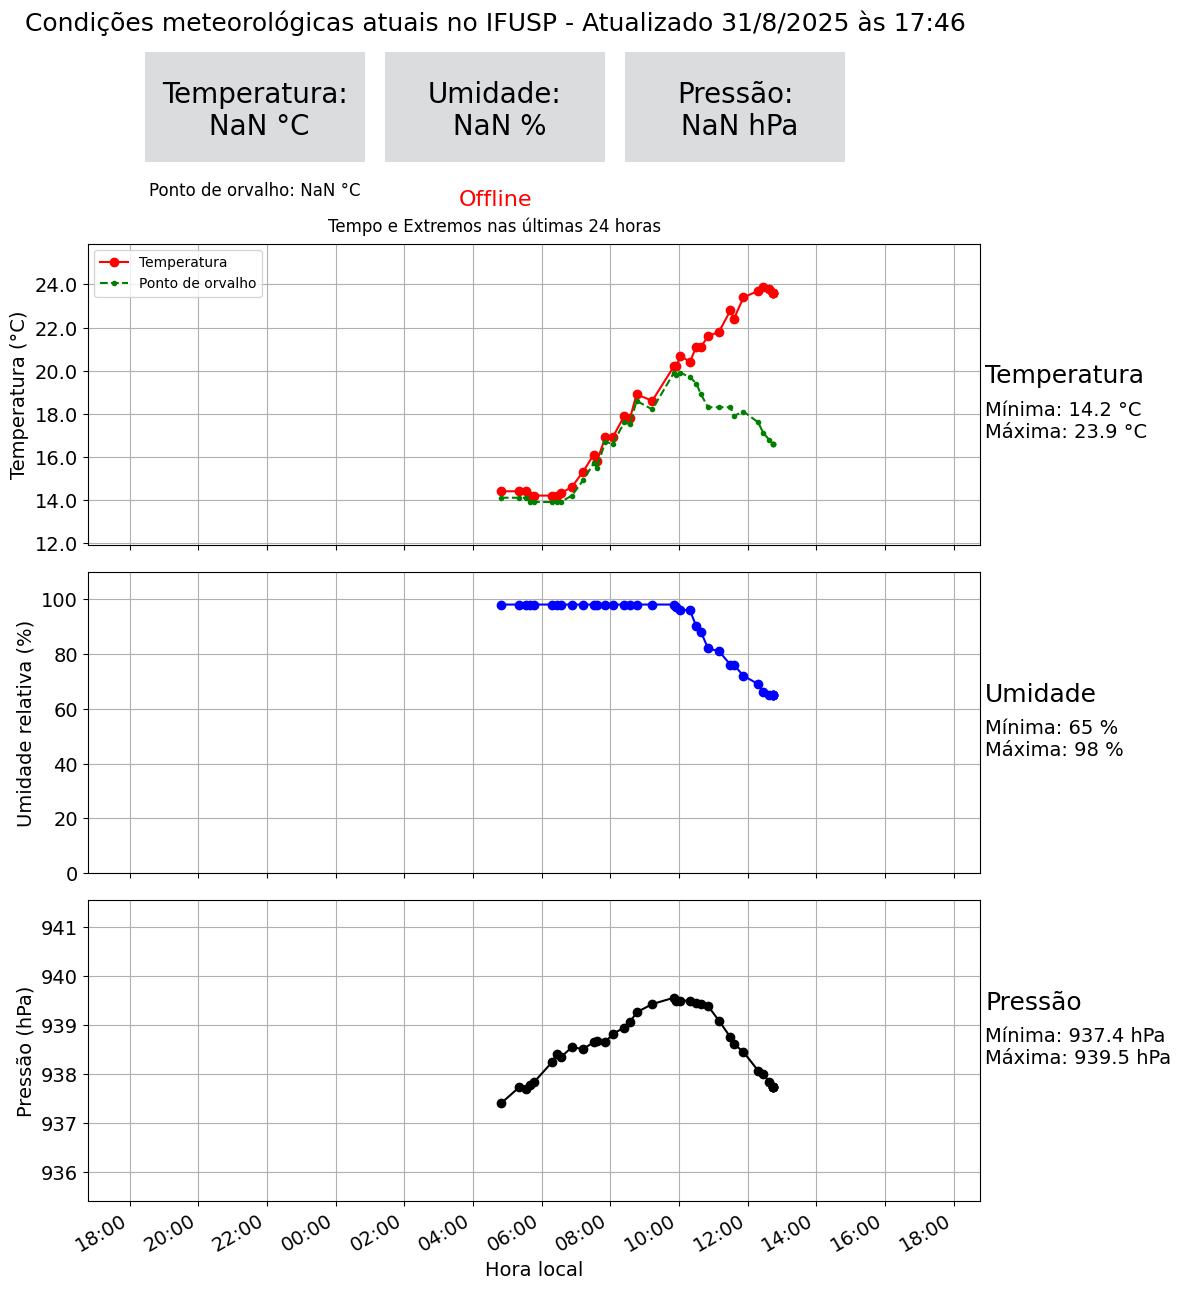 Condições meteorológicas atuais no IFUSP - Atualizado 31/8/2025 às 17:46
Temperatura:
NaN °C
Umidade:
NaN %
Pressão:
NaN hPa
Ponto de orvalho: NaN °C
Offline
Tempo e Extremos nas últimas 24 horas
Temperatura
Ponto de orvalho
24.0
22.0
20.0
18.0
16.0
14.0
12.0
Temperatura (°C)
Temperatura
Mínima: 14.2 °C
Máxima: 23.9 °C
100
80
60
40
20
0
Umidade relativa (%)
Umidade
Mínima: 65 %
Máxima: 98 %
941
940
939
938
937
936
Pressão (hPa)
Pressão
Mínima: 937.4 hPa
Máxima: 939.5 hPa
18:00 20:00 22:00 00:00 02:00 04:00 06:00 08:00 10:00 12:00 14:00 16:00 18:00
Hora local